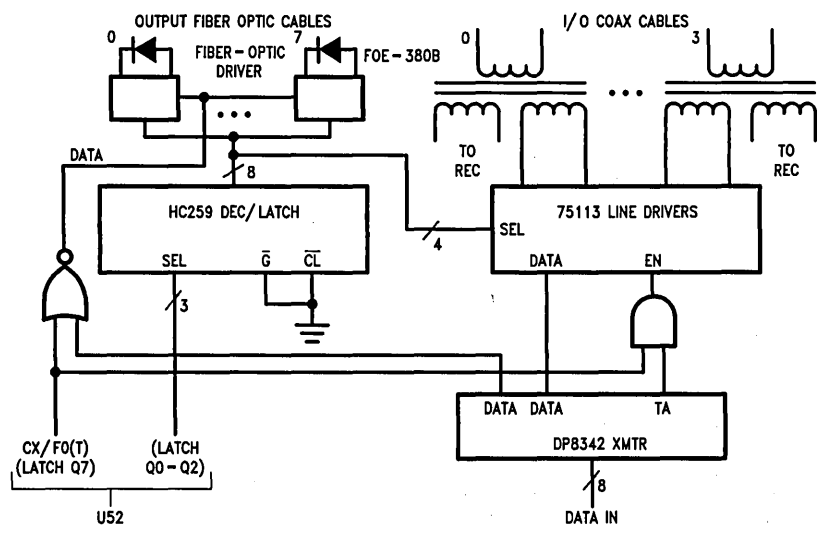 OUTPUT FIBER OPTIC CABLES
I/O COAX CABLES
0
7
FIBER-OPTIC
DRIVER
FOE-380B
0
3
TO
REC
TO
REC
DATA
8
HC259 DEC/LATCH
SEL
G̅
C̅L̅
3
4
75113 LINE DRIVERS
SEL
DATA
EN
DATA
DATA
TA
DP8342 XMTR
8
DATA IN
CX/FO(T)
(LATCH Q7)
(LATCH
Q0-Q2)
U52